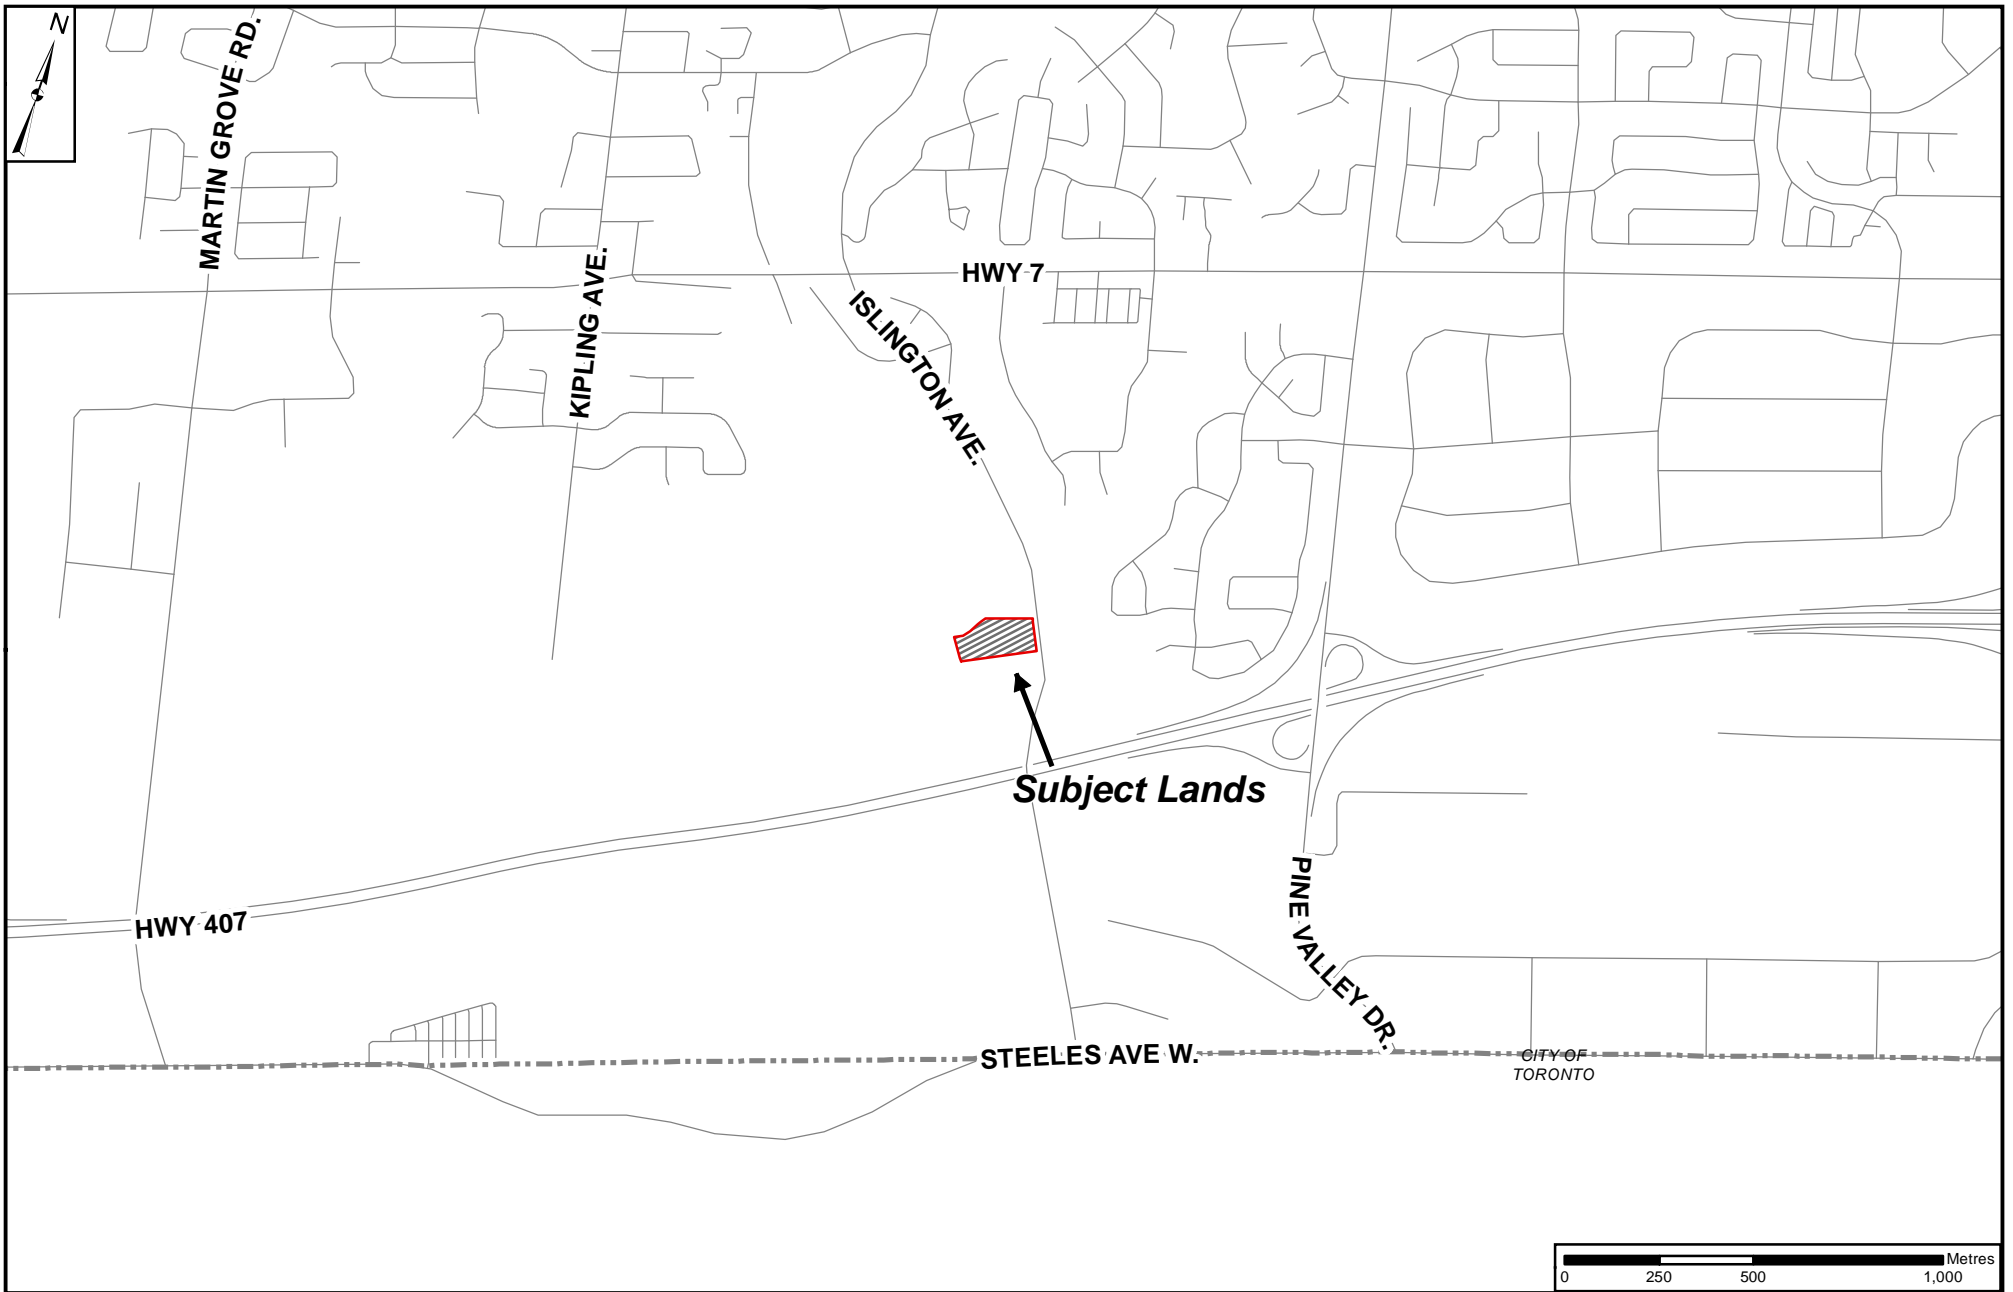 N
MARTIN GROVE RD.
KIPLING AVE.
HWY 7
ISLINGTON AVE.
Subject Lands
PINE VALLEY DR.
HWY 407
STEELES AVE W.
CITY OF
TORONTO
Metres
0 250 500 1,000